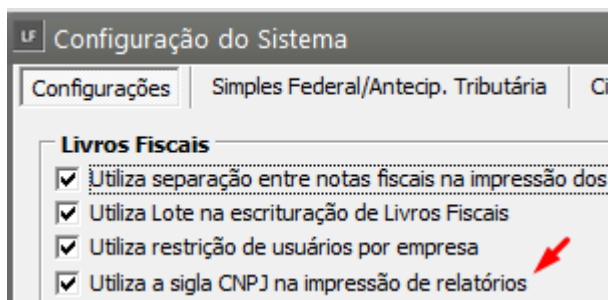 LF Configuração do Sistema
Configurações Simples Federal/Antecip. Tributária
Livros Fiscais
Utiliza separação entre notas fiscais na impressão dos
Utiliza Lote na escrituração de Livros Fiscais
Utiliza restrição de usuários por empresa
Utiliza a sigla CNPJ na impressão de relatórios